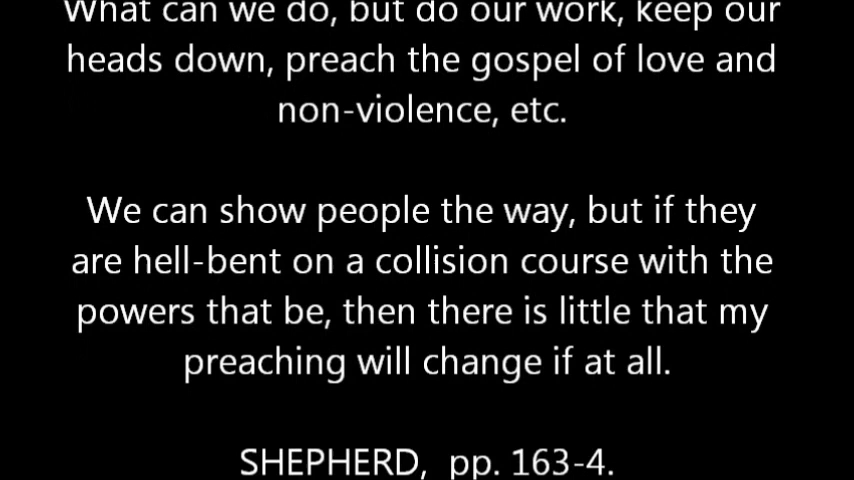 What can we do, but do our work, keep our
heads down, preach the gospel of love and
non-violence, etc.
We can show people the way, but if they
are hell-bent on a collision course with the
powers that be, then there is little that my
preaching will change if at all.
SHEPHERD, pp. 163-4.